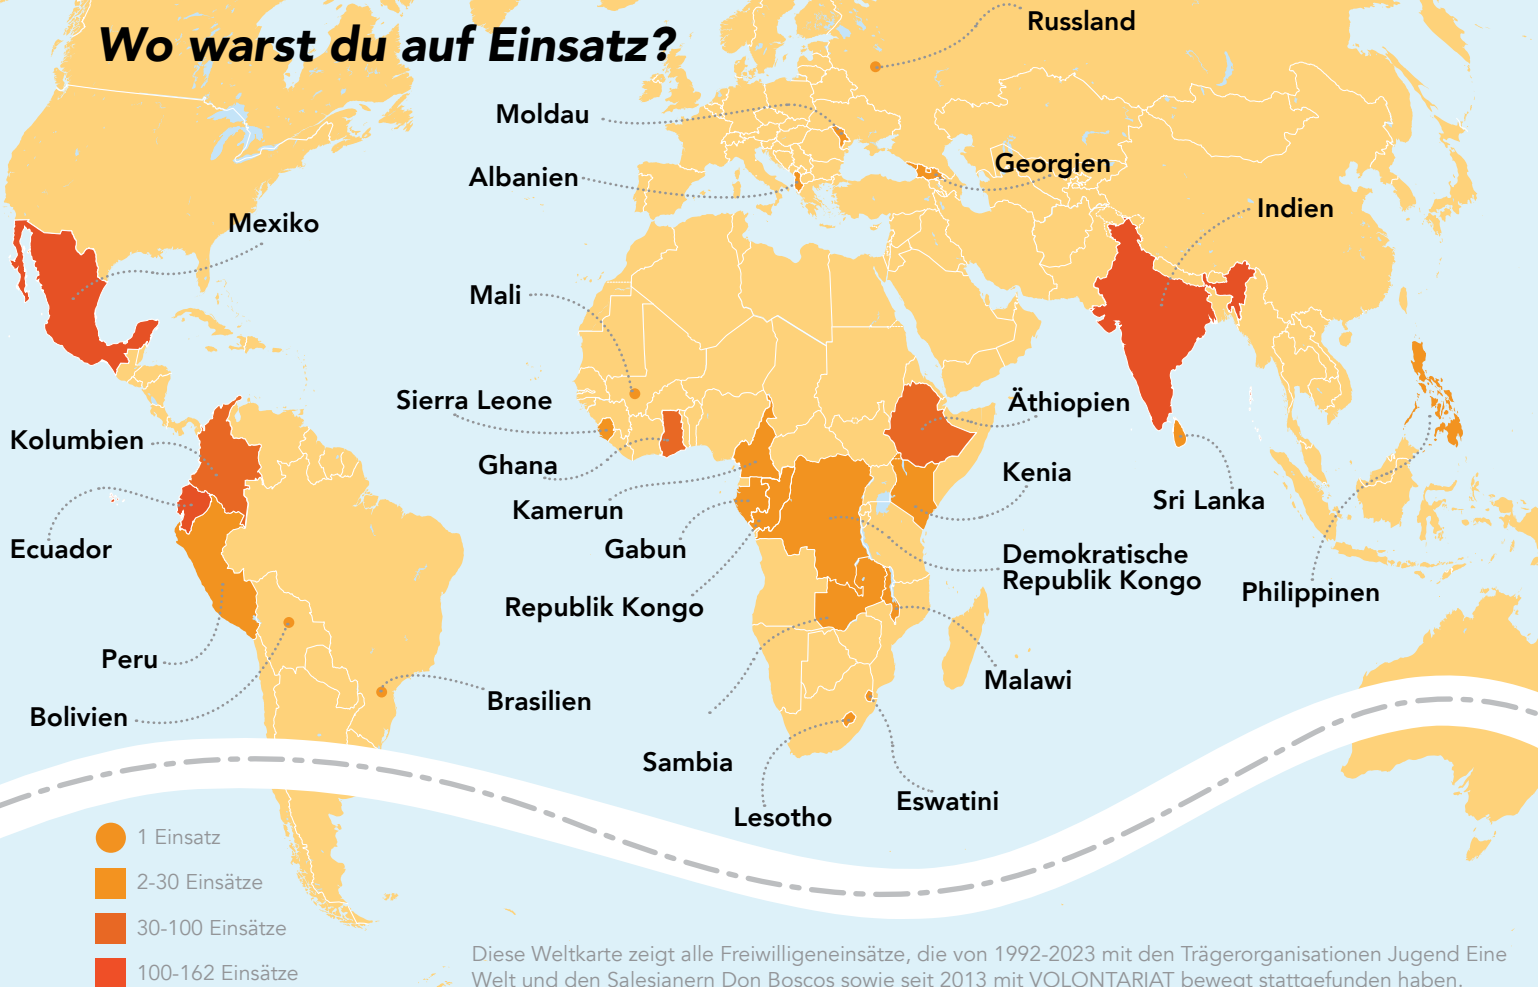 Wo warst du auf Einsatz?
Russland
Moldau
Georgien
Albanien
Indien
Mexiko
Mali
Sierra Leone
Äthiopien
Kolumbien
Ghana
Kenia
Sri Lanka
Kamerun
Ecuador
Gabun
Demokratische
Republik Kongo
Philippinen
Republik Kongo
Peru
Malawi
Brasilien
Bolivien
Sambia
Eswatini
Lesotho
1 Einsatz
2-30 Einsätze
30-100 Einsätze
100-162 Einsätze
Diese Weltkarte zeigt alle Freiwilligeneinsätze, die von 1992-2023 mit den Trägerorganisationen Jugend Eine
Welt und den Salesianern Don Boscos sowie seit 2013 mit VOLONTARIAT bewegt stattgefunden haben.